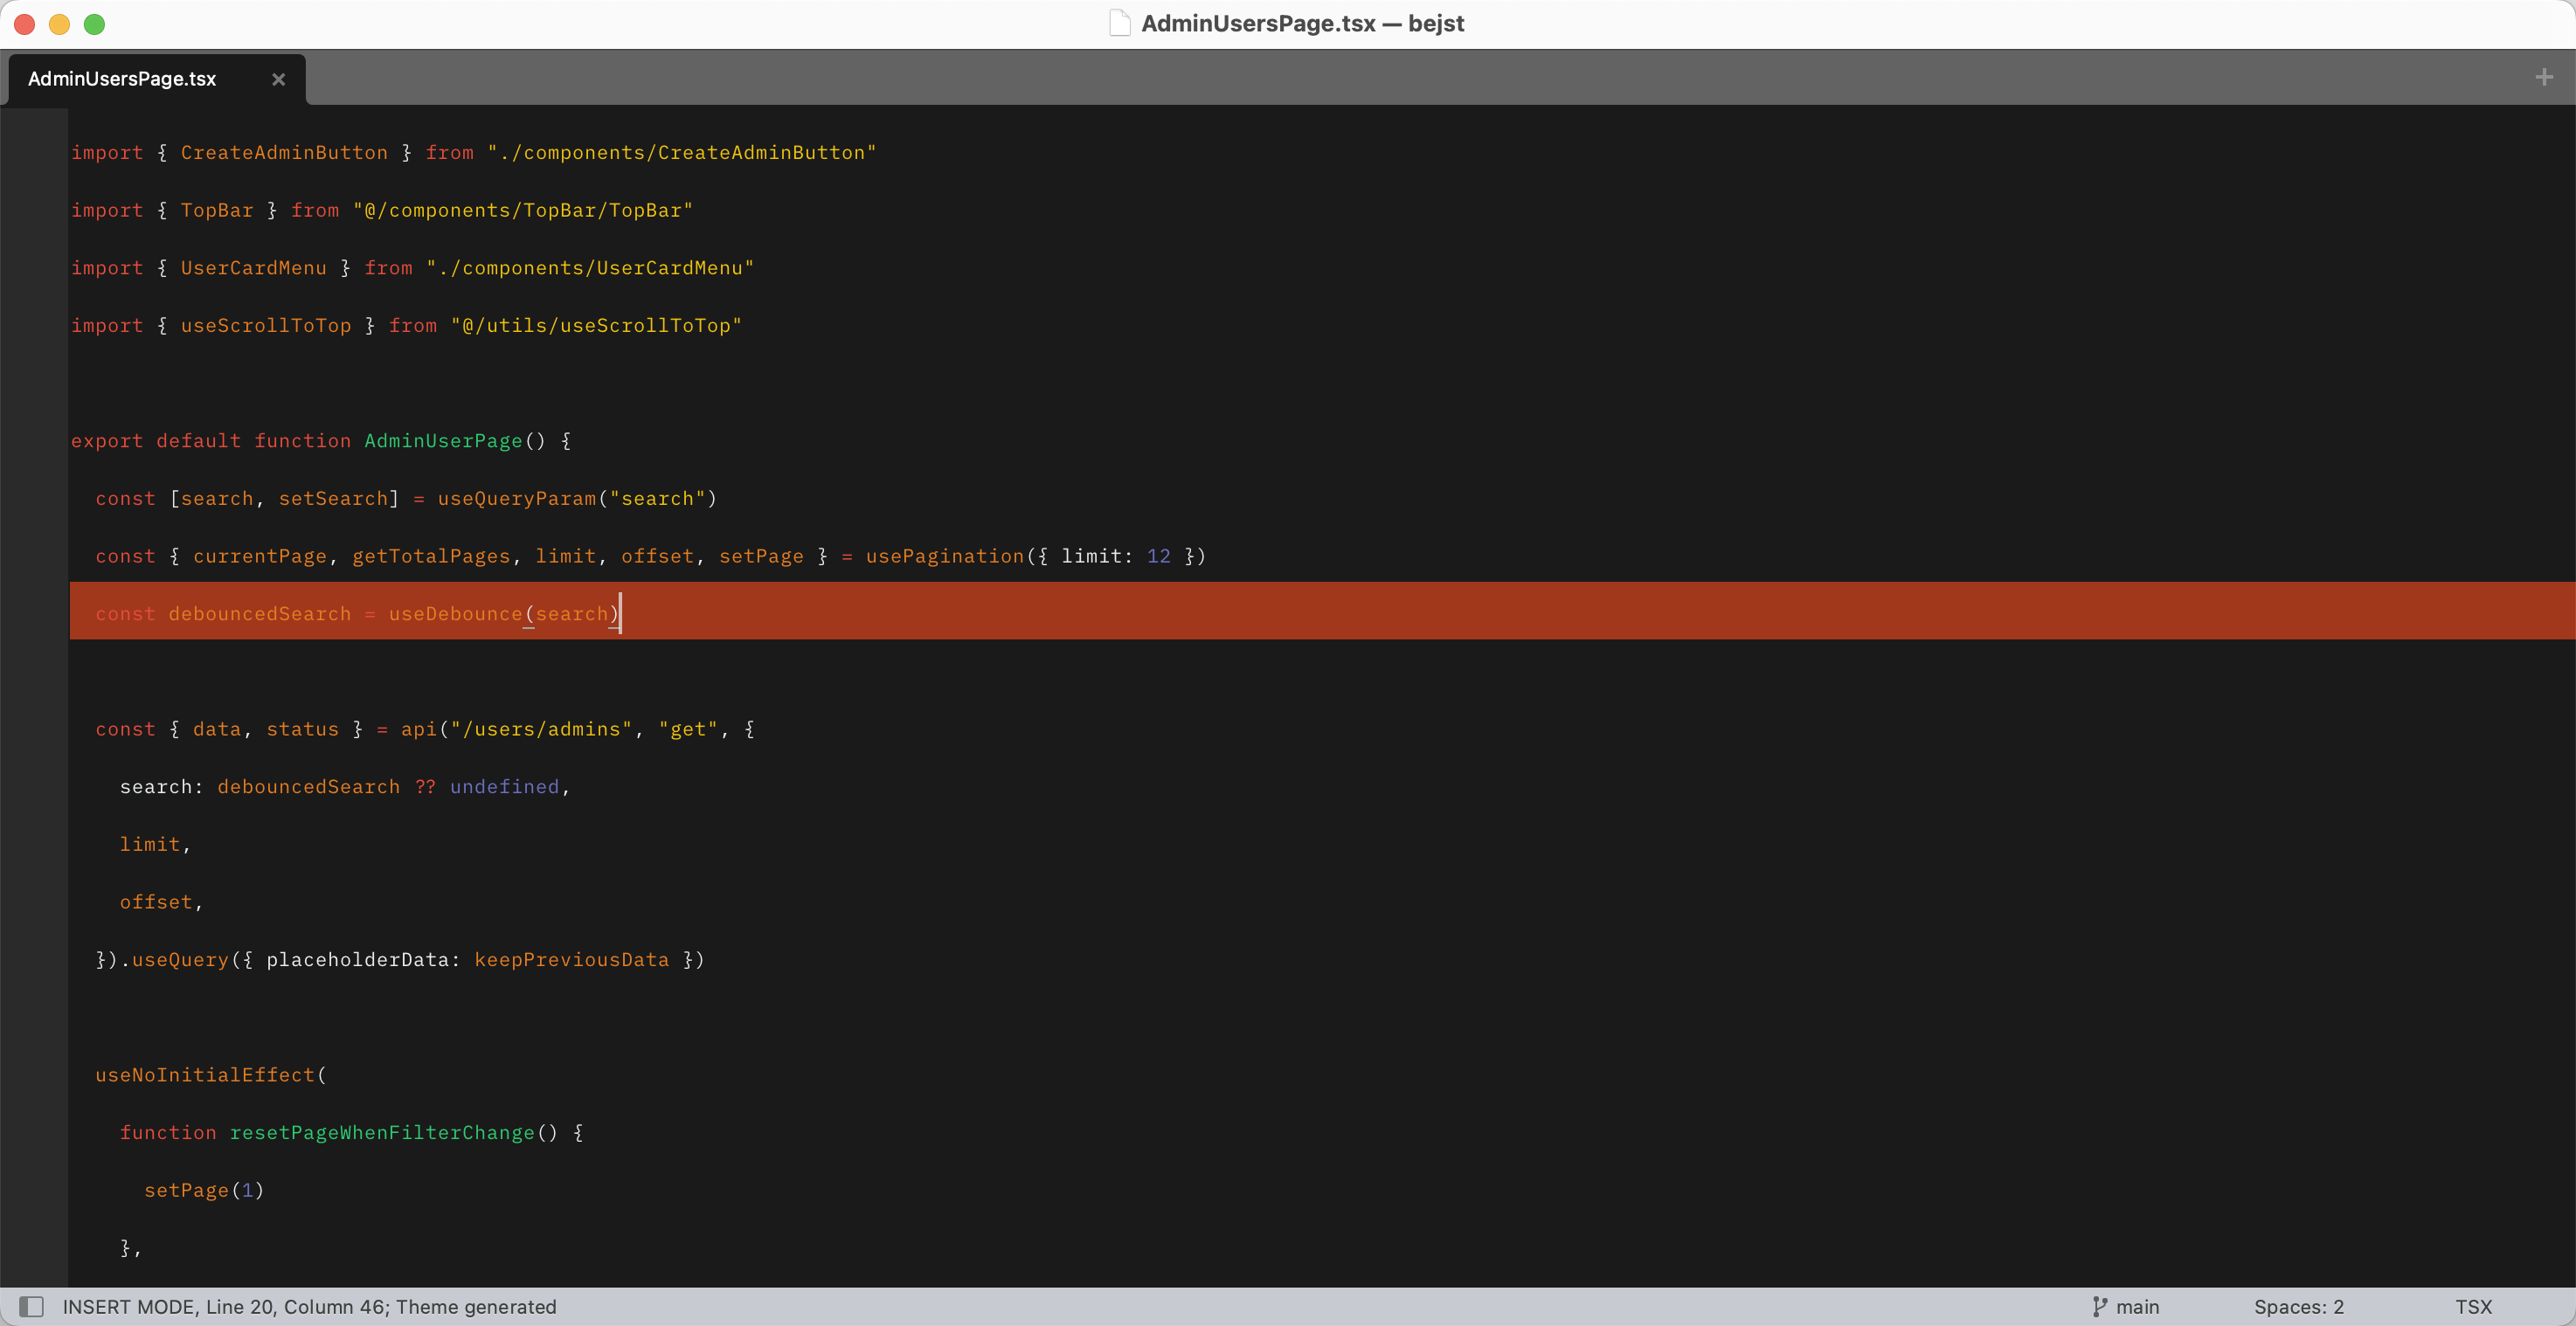 AdminUsersPage.tsx — bejst
AdminUsersPage.tsx
import { CreateAdminButton } from "./components/CreateAdminButton"
import { TopBar } from "@/components/TopBar/TopBar"
import { UserCardMenu } from "./components/UserCardMenu"
import { useScrollToTop } from "@/utils/useScrollToTop"
export default function AdminUserPage() {
  const [search, setSearch] = useQueryParam("search")
  const { currentPage, getTotalPages, limit, offset, setPage } = usePagination({ limit: 12 })
  const debouncedSearch = useDebounce(search)
  const { data, status } = api("/users/admins", "get", {
    search: debouncedSearch ?? undefined,
    limit,
    offset,
  }).useQuery({ placeholderData: keepPreviousData })
  useNoInitialEffect(
    function resetPageWhenFilterChange() {
      setPage(1)
    },
INSERT MODE, Line 20, Column 46; Theme generated
main
Spaces: 2
TSX